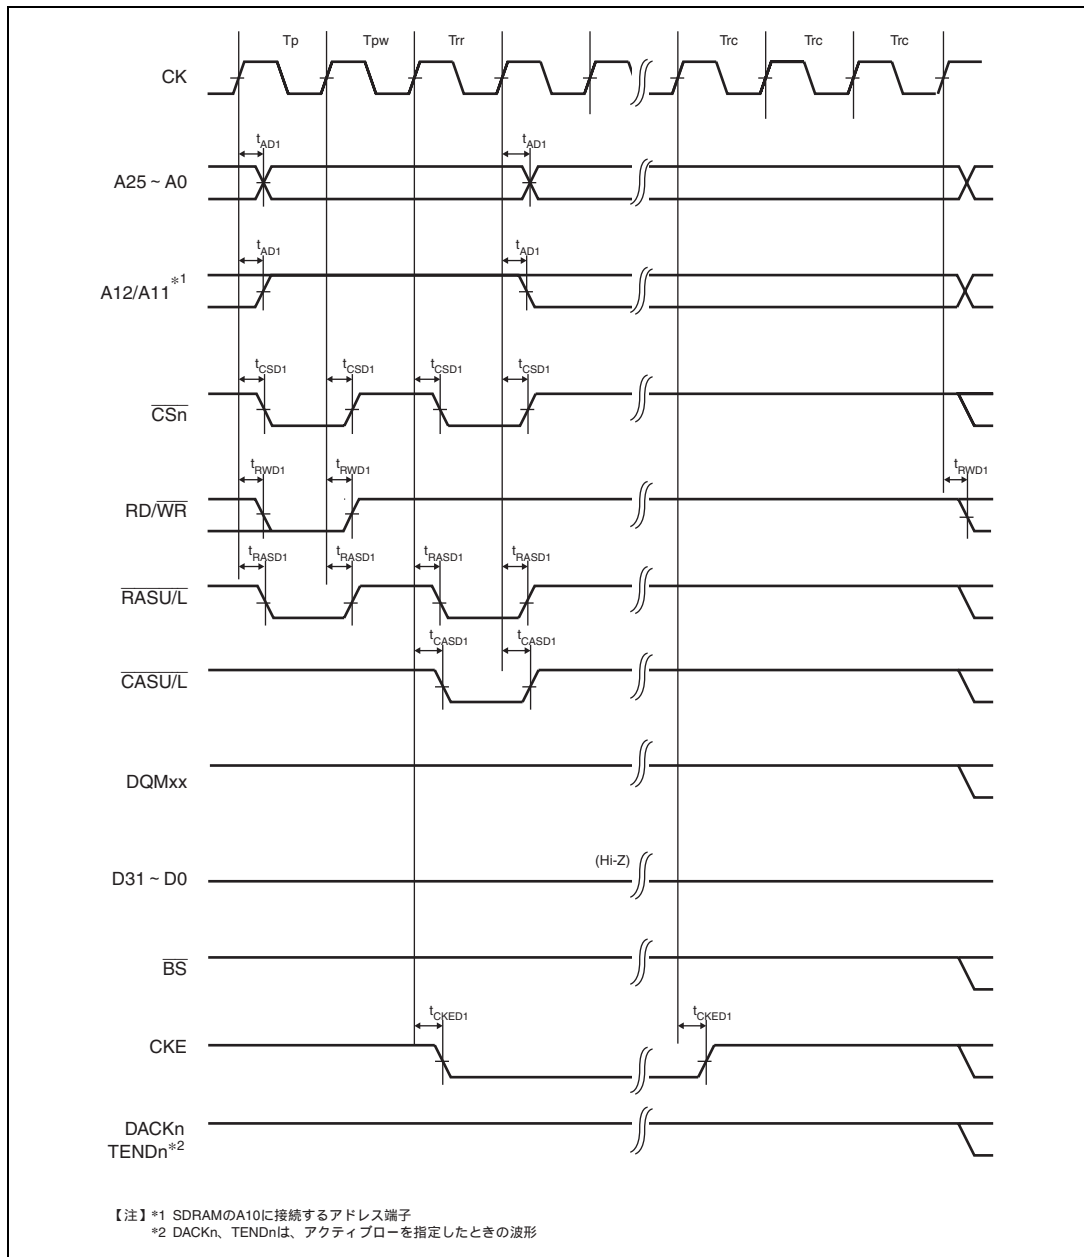 Tp Tpw Trr Trc Trc Trc
CK
tAD1 tAD1
A25 ~ A0
tAD1 tAD1
A12/A11*1
tCSD1 tCSD1 tCSD1 tCSD1
CSn
tRWD1 tRWD1 tRWD1
RD/WR
tRASD1 tRASD1 tRASD1 tRASD1
RASU/L
tCASD1 tCASD1
CASU/L
DQMxx
(Hi-Z)
D31 ~ D0
BS
tCKED1 tCKED1
CKE
DACKn
TENDn*2
【注】*1 SDRAMのA10に接続するアドレス端子
*2 DACKn、TENDnは、アクティブローを指定したときの波形